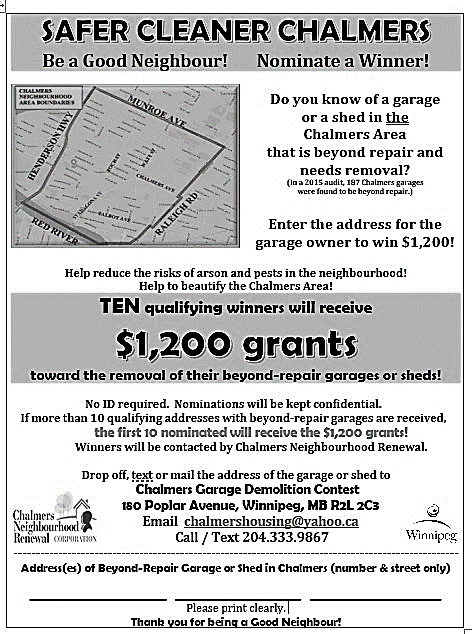 SAFER CLEANER CHALMERS
Be a Good Neighbour! Nominate a Winner!
CHALMERS
NEIGHBOURHOOD
AREA BOUNDARIES
MUNROE AVE.
HENDERSON HWY
CHALMERS AVE
TALBOT AVE
RALEIGH RD
RED RIVER
Do you know of a garage
or a shed in the
Chalmers Area
that is beyond repair and
needs removal?
(In a 2015 audit, 187 Chalmers garages
were found to be beyond repair.)
Enter the address for the
garage owner to win $1,200!
Help reduce the risks of arson and pests in the neighbourhood!
Help to beautify the Chalmers Area!
TEN qualifying winners will receive
$1,200 grants
toward the removal of their beyond-repair garages or sheds!
No ID required. Nominations will be kept confidential.
If more than 10 qualifying addresses with beyond-repair garages are received,
the first 10 nominated will receive the $1,200 grants!
Winners will be contacted by Chalmers Neighbourhood Renewal.
Drop off, text or mail the address of the garage or shed to
Chalmers Garage Demolition Contest
180 Poplar Avenue, Winnipeg, MB R2L 2C3
Email chalmershousing@yahoo.ca
Call / Text 204.333.9867
Chalmers
Neighbourhood
Renewal CORPORATION
Winnipeg
Address(es) of Beyond-Repair Garage or Shed in Chalmers (number & street only)
Please print clearly.
Thank you for being a Good Neighbour!